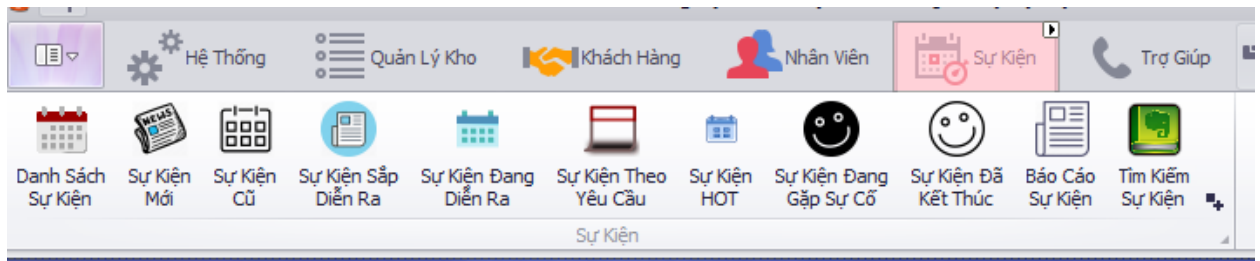 Hệ Thống
Quản Lý Kho
Khách Hàng
Nhân Viên
Sự Kiện
Trợ Giúp
NEWS
Danh Sách
Sự Kiện
Sự Kiện
Mới
Sự Kiện
Cũ
Sự Kiện Sắp
Diễn Ra
Sự Kiện Đang
Diễn Ra
Sự Kiện Theo
Yêu Cầu
Sự Kiện
HOT
Sự Kiện Đang
Gặp Sự Cố
Sự Kiện Đã
Kết Thúc
Báo Cáo
Sự Kiện
Tìm Kiếm
Sự Kiện
Sự Kiện